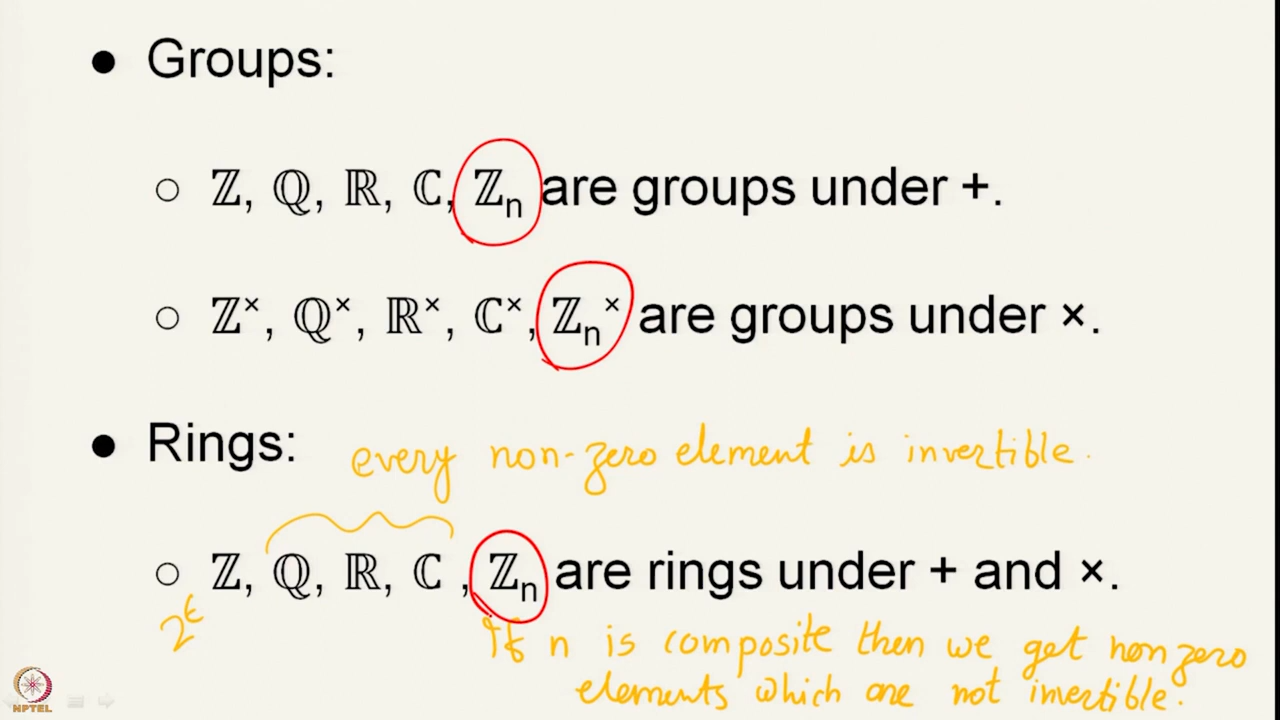 ● Groups:
○ ℤ, ℚ, ℝ, ℂ, ℤₙ are groups under +.
○ ℤ×, ℚ×, ℝ×, ℂ×, ℤₙ× are groups under ×.
● Rings: every non-zero element is invertible.
○ ℤ, ℚ, ℝ, ℂ , ℤₙ are rings under + and ×.
2∈
If n is composite then we get non zero
elements which are not invertible.
NPTEL